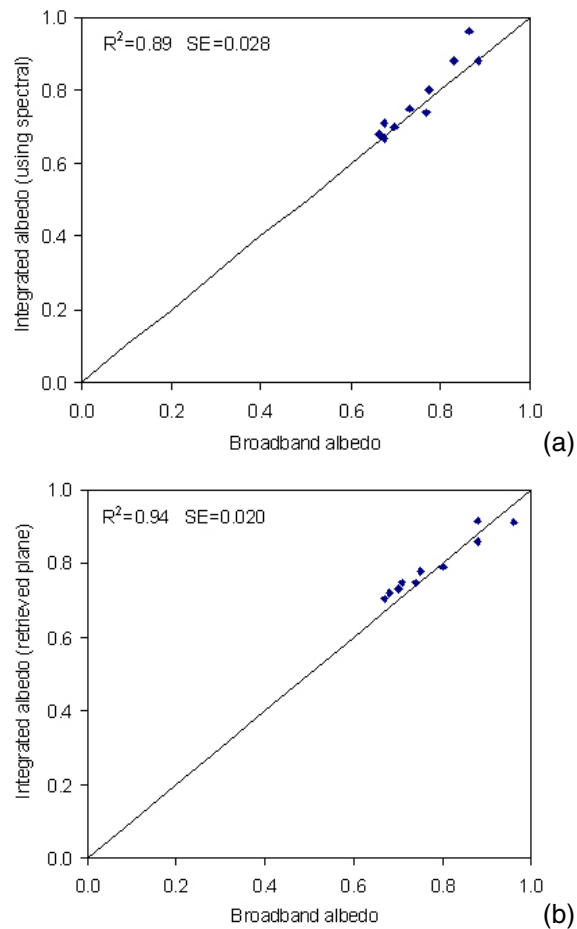 R²=0.89 SE=0.028
1.0
0.8
0.6
0.4
0.2
0.0
Integrated albedo (using spectral)
0.0 0.2 0.4 0.6 0.8 1.0
Broadband albedo
(a)
R²=0.94 SE=0.020
1.0
0.8
0.6
0.4
0.2
0.0
Integrated albedo (retrieved plane)
0.0 0.2 0.4 0.6 0.8 1.0
Broadband albedo
(b)